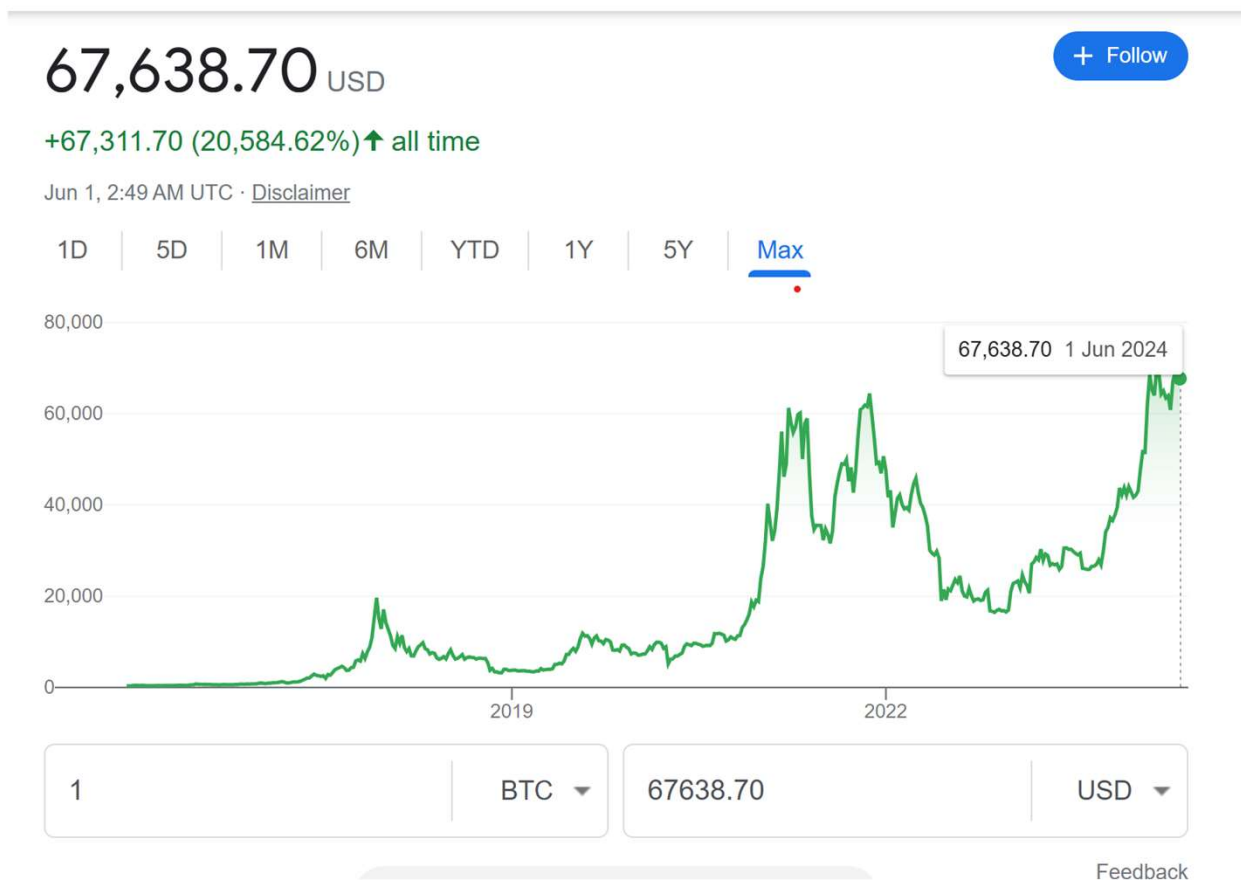 67,638.70 USD
+ Follow
+67,311.70 (20,584.62%)↑ all time
Jun 1, 2:49 AM UTC · Disclaimer
1D 5D 1M 6M YTD 1Y 5Y Max
80,000
67,638.70 1 Jun 2024
60,000
40,000
20,000
0
2019 2022
1 BTC 67638.70 USD
Feedback